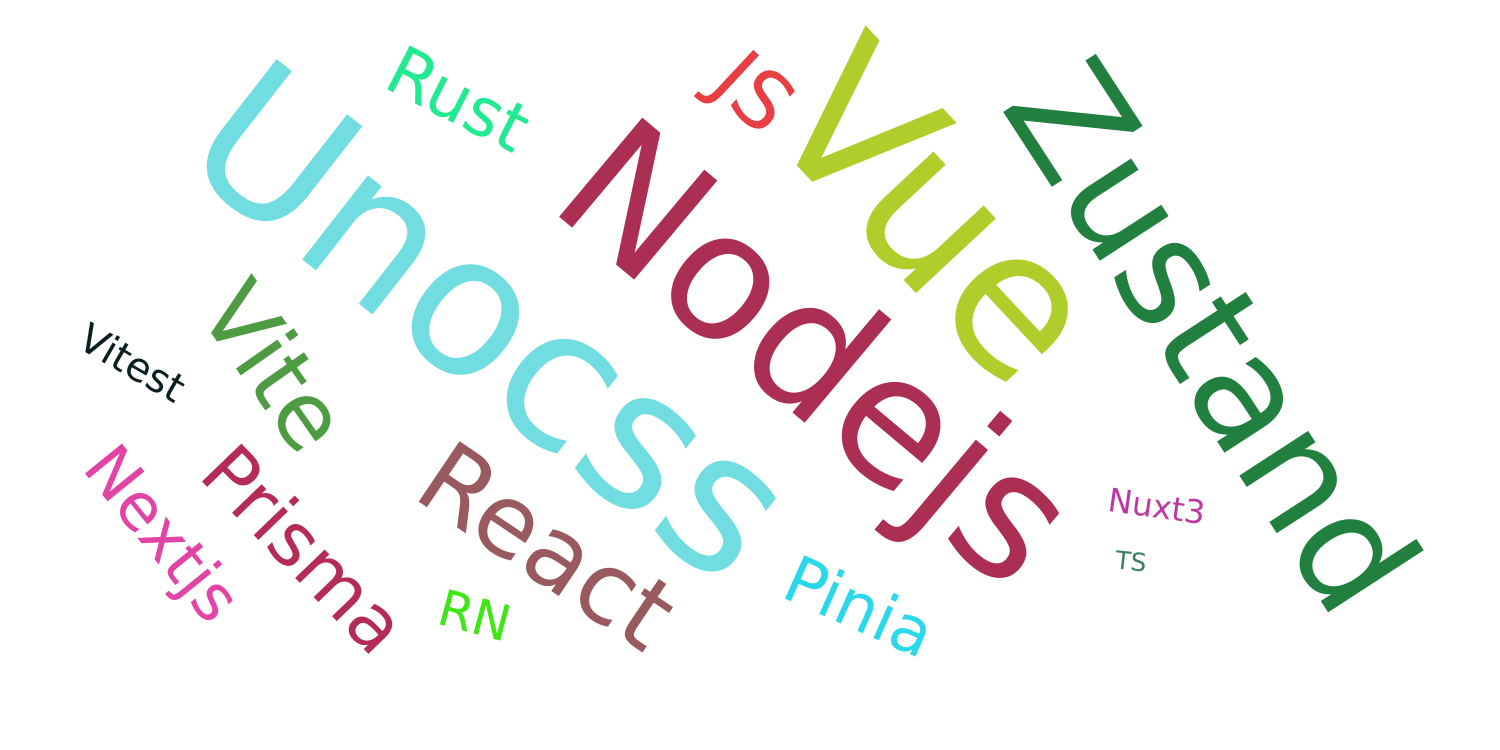 Rust
JS
Vue
Zustand
Unocss
Nodejs
Vitest
Vite
Nextjs
Prisma
React
Nuxt3
TS
RN
Pinia